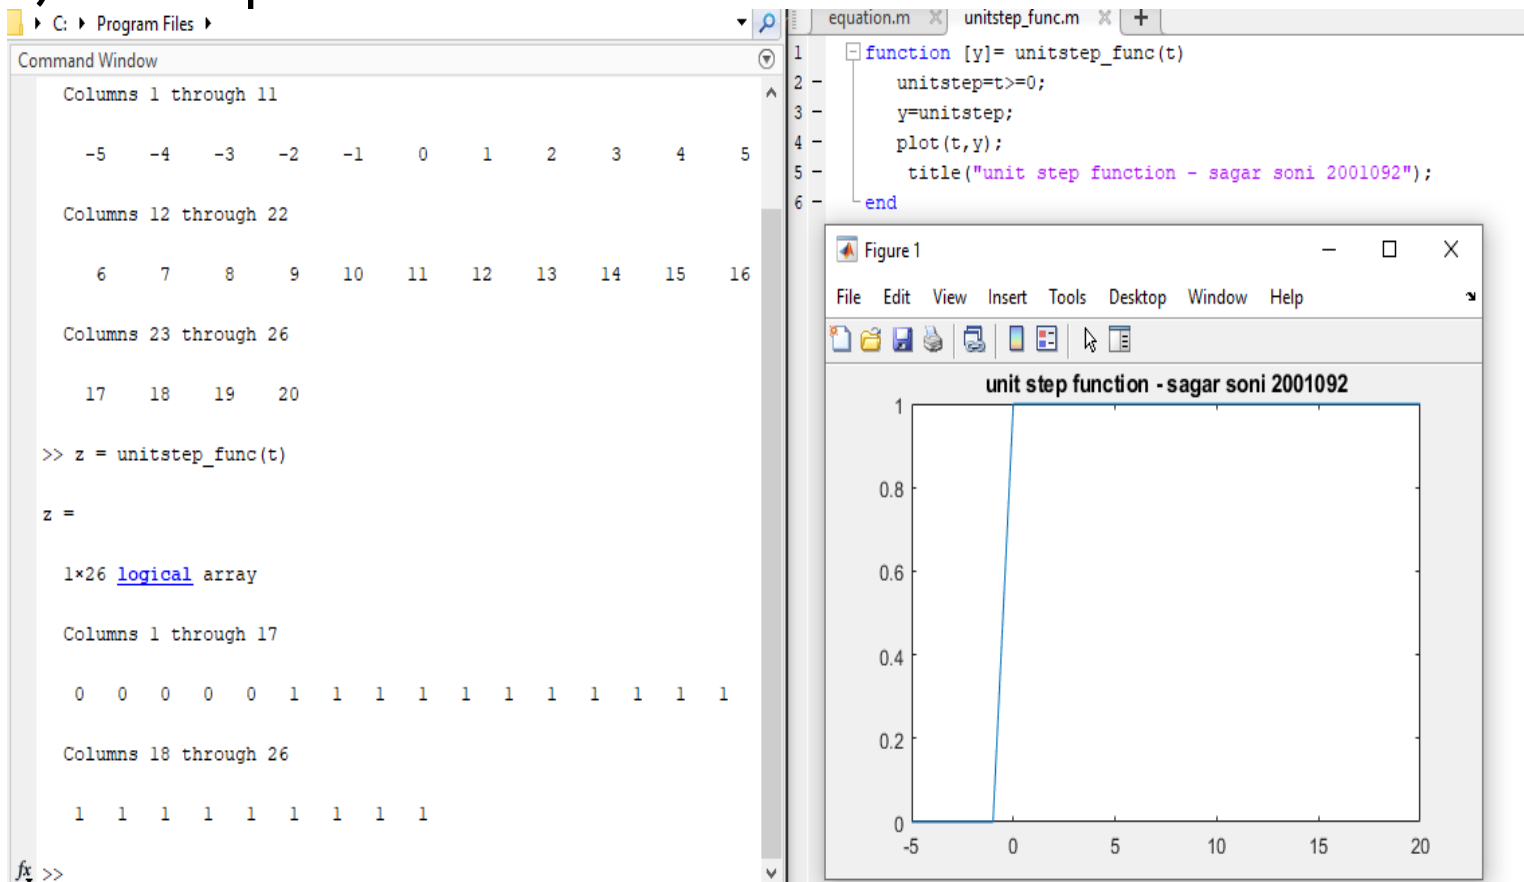 C: Program Files
Command Window
Columns 1 through 11
-5 -4 -3 -2 -1 0 1 2 3 4 5
Columns 12 through 22
6 7 8 9 10 11 12 13 14 15 16
Columns 23 through 26
17 18 19 20
>> z = unitstep_func(t)
z =
1×26 logical array
Columns 1 through 17
0 0 0 0 0 1 1 1 1 1 1 1 1 1 1 1
Columns 18 through 26
1 1 1 1 1 1 1 1 1
fx >>
equation.m unitstep_func.m +
1 function [y]= unitstep_func(t)
2 - unitstep=t>=0;
3 - y=unitstep;
4 - plot(t,y);
5 - title("unit step function - sagar soni 2001092");
6 - end
Figure 1
File Edit View Insert Tools Desktop Window Help
unit step function - sagar soni 2001092
1
0.8
0.6
0.4
0.2
0
-5 0 5 10 15 20